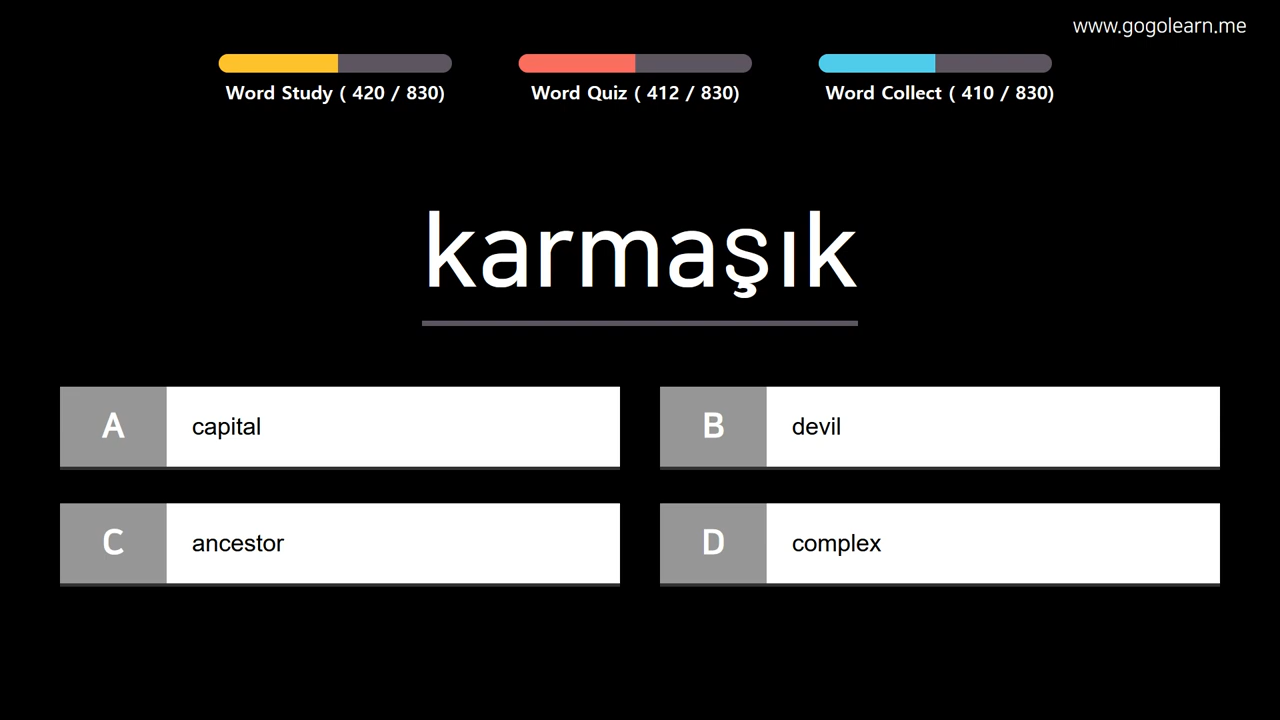 www.gogolearn.me
Word Study ( 420 / 830)
Word Quiz ( 412 / 830)
Word Collect ( 410 / 830)
karmaşık
A capital
B devil
C ancestor
D complex